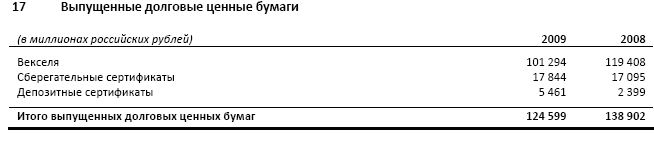 17 Выпущенные долговые ценные бумаги
(в миллионах российских рублей) 2009 2008
Векселя 101 294 119 408
Сберегательные сертификаты 17 844 17 095
Депозитные сертификаты 5 461 2 399
Итого выпущенных долговых ценных бумаг 124 599 138 902